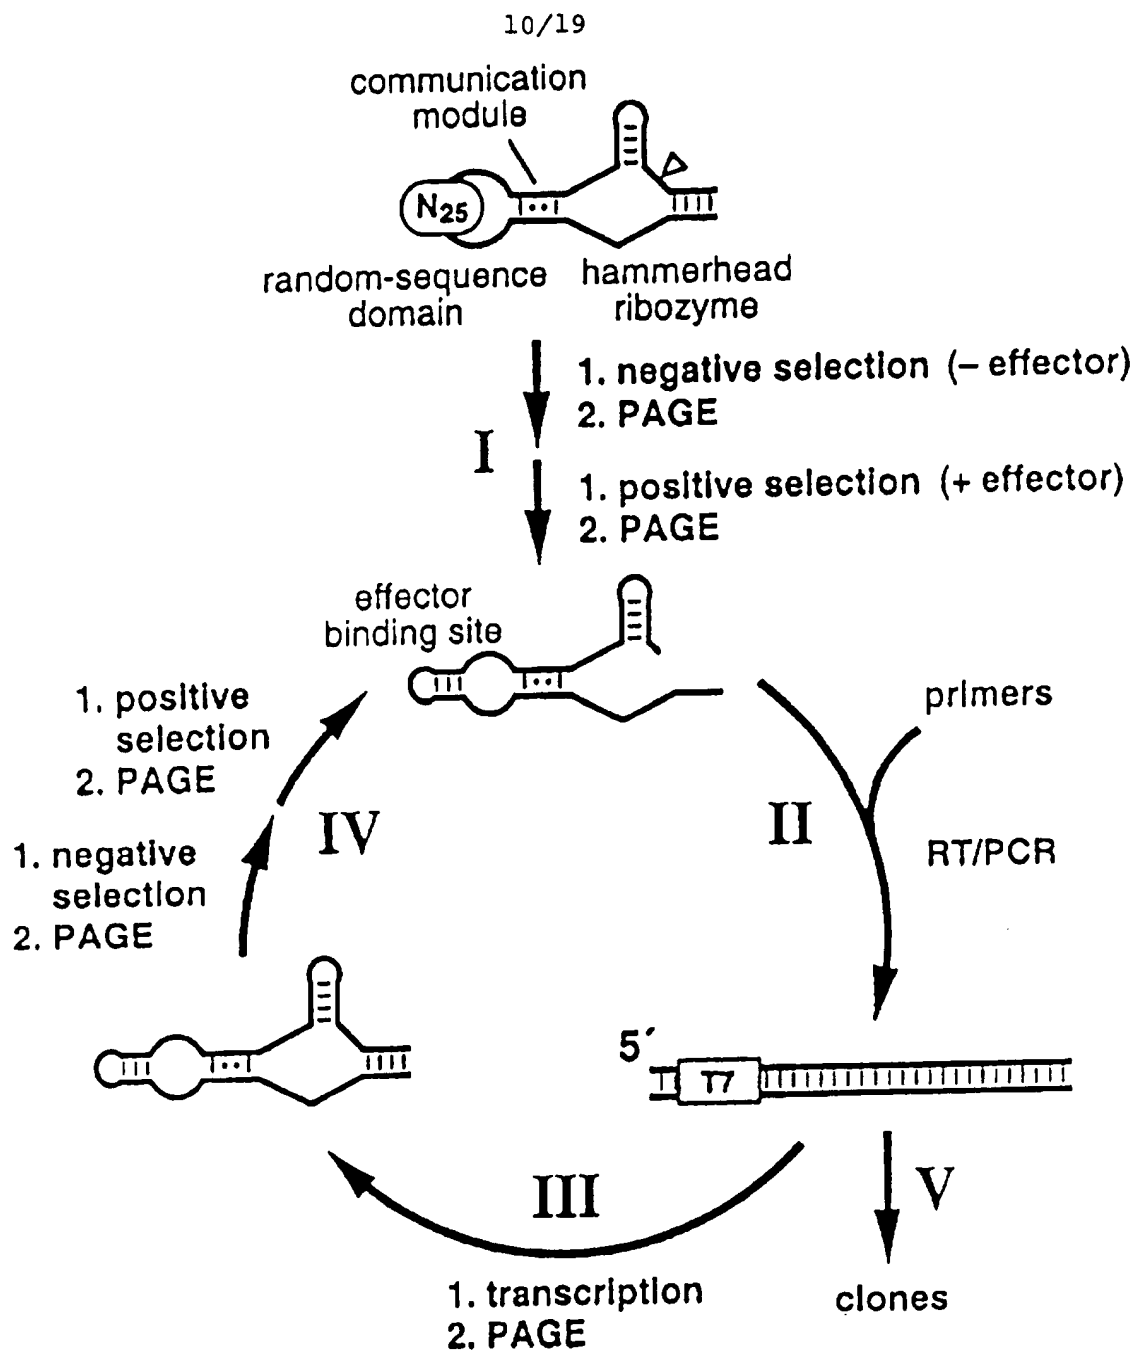 10/19
communication
module
N25
random-sequence
domain
hammerhead
ribozyme
1. negative selection (– effector)
2. PAGE
I
1. positive selection (+ effector)
2. PAGE
effector
binding site
1. positive
selection
2. PAGE
primers
IV
II
1. negative
selection
2. PAGE
RT/PCR
5´
T7
III
V
1. transcription
2. PAGE
clones